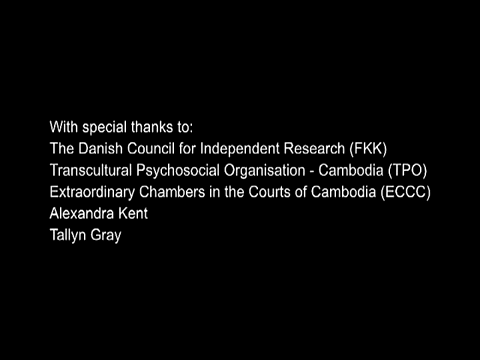 With special thanks to:
The Danish Council for Independent Research (FKK)
Transcultural Psychosocial Organisation - Cambodia (TPO)
Extraordinary Chambers in the Courts of Cambodia (ECCC)
Alexandra Kent
Tallyn Gray